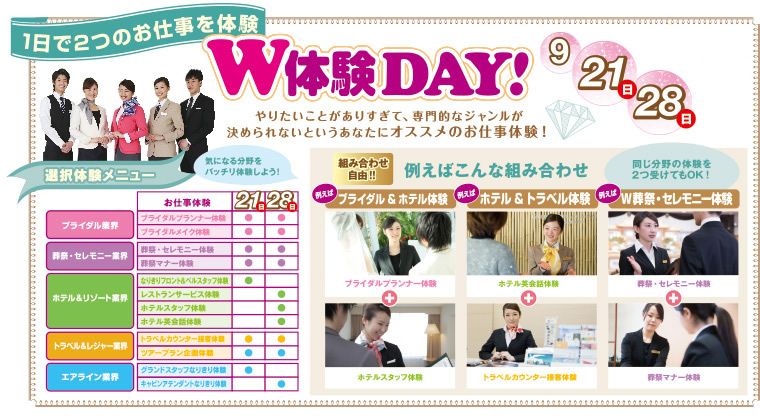 1日で2つのお仕事を体験
W体験DAY!
9
21日
28日
やりたいことがありすぎて、専門的なジャンルが
決められないというあなたにオススメのお仕事体験！
選択体験メニュー
気になる分野を
バッチリ体験しよう!
お仕事体験 21日 28日
ブライダル業界
ブライダルプランナー体験 ● ●
ブライダルメイク体験 ● ●
葬祭・セレモニー業界
葬祭・セレモニー体験 ● ●
葬祭マナー体験 ● ●
ホテル&リゾート業界
なりきりフロント&ベルスタッフ体験 ●
レストランサービス体験 ●
ホテルスタッフ体験 ●
ホテル英会話体験 ●
トラベル&レジャー業界
トラベルカウンター接客体験 ● ●
ツアープラン企画体験 ● ●
エアライン業界
グランドスタッフなりきり体験 ●
キャビンアテンダントなりきり体験 ●
組み合わせ
自由!!
例えばこんな組み合わせ
同じ分野の体験を
2つ受けてもOK！
例えば ブライダル&ホテル体験
ブライダルプランナー体験
+
ホテルスタッフ体験
例えば ホテル&トラベル体験
ホテル英会話体験
+
トラベルカウンター接客体験
例えば W葬祭・セレモニー体験
葬祭・セレモニー体験
+
葬祭マナー体験